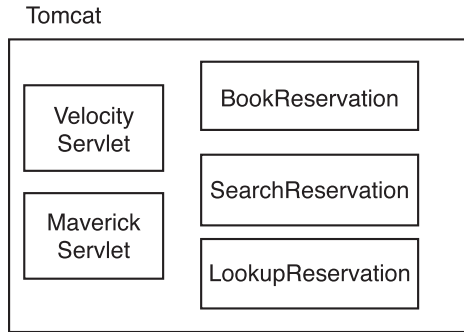 Tomcat
Velocity
Servlet
Maverick
Servlet
BookReservation
SearchReservation
LookupReservation